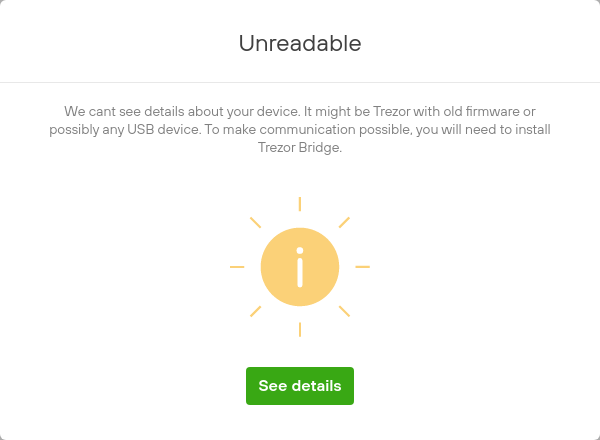 Unreadable
We cant see details about your device. It might be Trezor with old firmware or
possibly any USB device. To make communication possible, you will need to install
Trezor Bridge.
i
See details